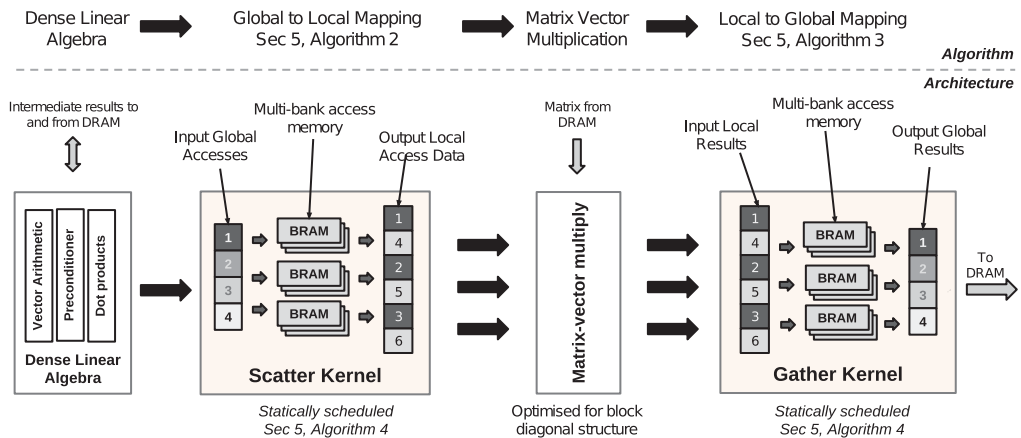 Dense Linear
Algebra
Global to Local Mapping
Sec 5, Algorithm 2
Matrix Vector
Multiplication
Local to Global Mapping
Sec 5, Algorithm 3
Algorithm
Architecture
Intermediate results to
and from DRAM
Vector Arithmetic
Preconditioner
Dot products
Dense Linear
Algebra
Input Global
Accesses
Multi-bank access
memory
Output Local
Access Data
1
2
3
4
BRAM
BRAM
BRAM
1
4
2
5
3
6
Scatter Kernel
Statically scheduled
Sec 5, Algorithm 4
Matrix from
DRAM
Matrix-vector multiply
Optimised for block
diagonal structure
Input Local
Results
Multi-bank access
memory
Output Global
Results
1
4
2
5
3
6
BRAM
BRAM
BRAM
1
2
3
4
Gather Kernel
Statically scheduled
Sec 5, Algorithm 4
To
DRAM